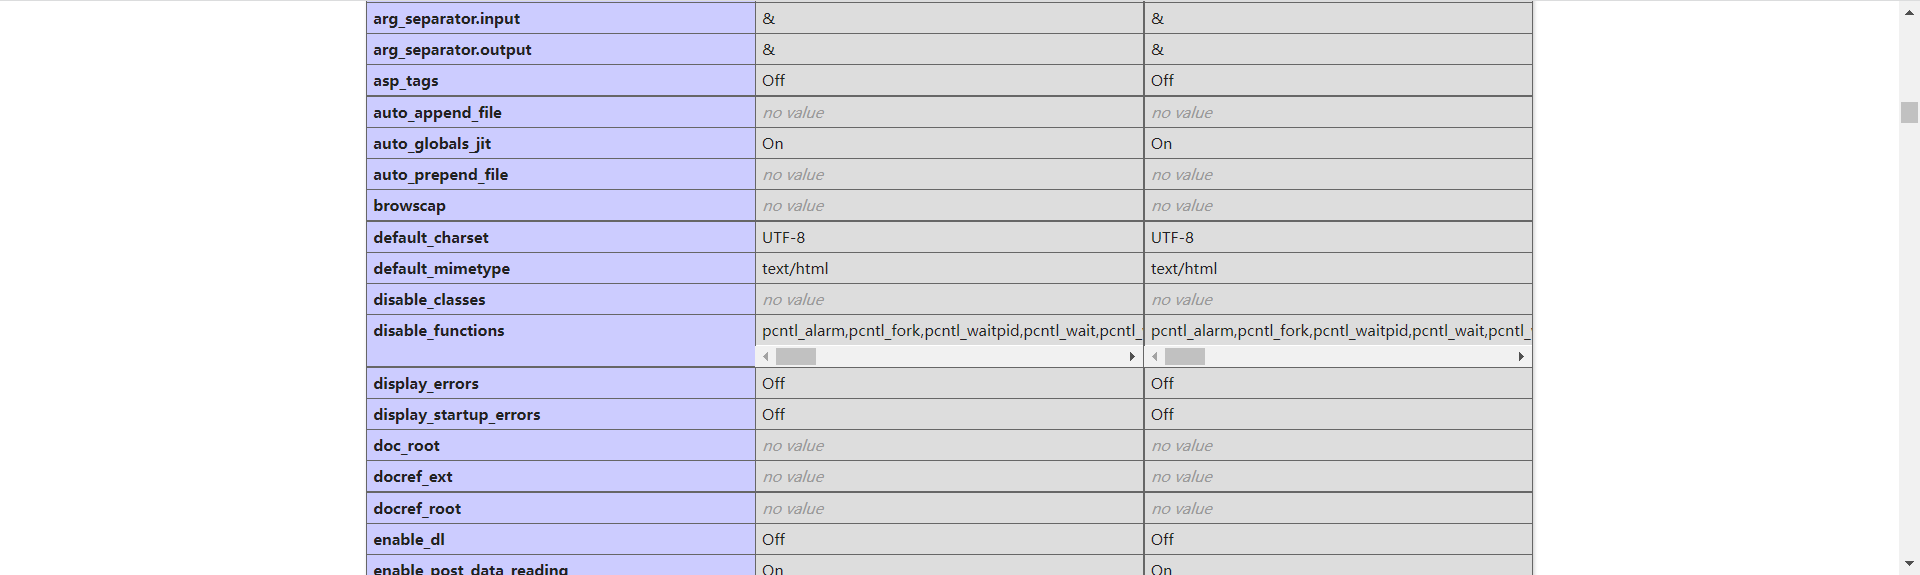 arg_separator.input & &
arg_separator.output & &
asp_tags Off Off
auto_append_file no value no value
auto_globals_jit On On
auto_prepend_file no value no value
browscap no value no value
default_charset UTF-8 UTF-8
default_mimetype text/html text/html
disable_classes no value no value
disable_functions pcntl_alarm,pcntl_fork,pcntl_waitpid,pcntl_wait,pcntl_ pcntl_alarm,pcntl_fork,pcntl_waitpid,pcntl_wait,pcntl_
display_errors Off Off
display_startup_errors Off Off
doc_root no value no value
docref_ext no value no value
docref_root no value no value
enable_dl Off Off
enable_post_data_reading On On